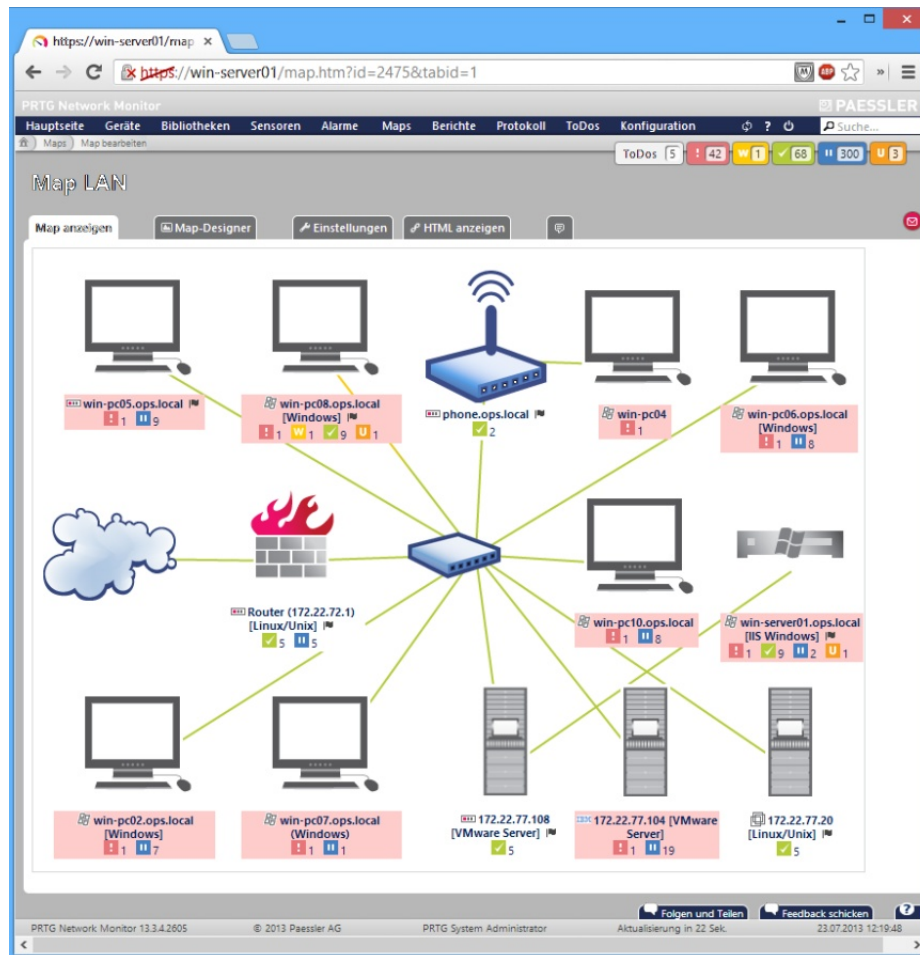 https://win-server01/map
https://win-server01/map.htm?id=2475&tabid=1
ABP
»
PRTG Network Monitor
PAESSLER
Hauptseite Geräte Bibliotheken Sensoren Alarme Maps Berichte Protokoll ToDos Konfiguration ? Suche...
Maps Map bearbeiten
ToDos 5 ! 42 W 1 68 300 U 3
Map LAN
Map anzeigen Map-Designer Einstellungen HTML anzeigen
win-pc05.ops.local
! 1 9
win-pc08.ops.local
[Windows]
! 1 W 1 9 U 1
phone.ops.local
2
win-pc04
! 1
win-pc06.ops.local
[Windows]
! 1 8
Router (172.22.72.1)
[Linux/Unix]
5 5
win-pc10.ops.local
! 1 8
win-server01.ops.local
[IIS Windows]
! 1 9 2 U 1
win-pc02.ops.local
[Windows]
! 1 7
win-pc07.ops.local
(Windows)
! 1 1
172.22.77.108
[VMware Server]
5
IBM 172.22.77.104 [VMware
Server]
! 1 19
172.22.77.20
[Linux/Unix]
5
Folgen und Teilen Feedback schicken ?
PRTG Network Monitor 13.3.4.2605 © 2013 Paessler AG PRTG System Administrator Aktualisierung in 22 Sek. 23.07.2013 12:19:48